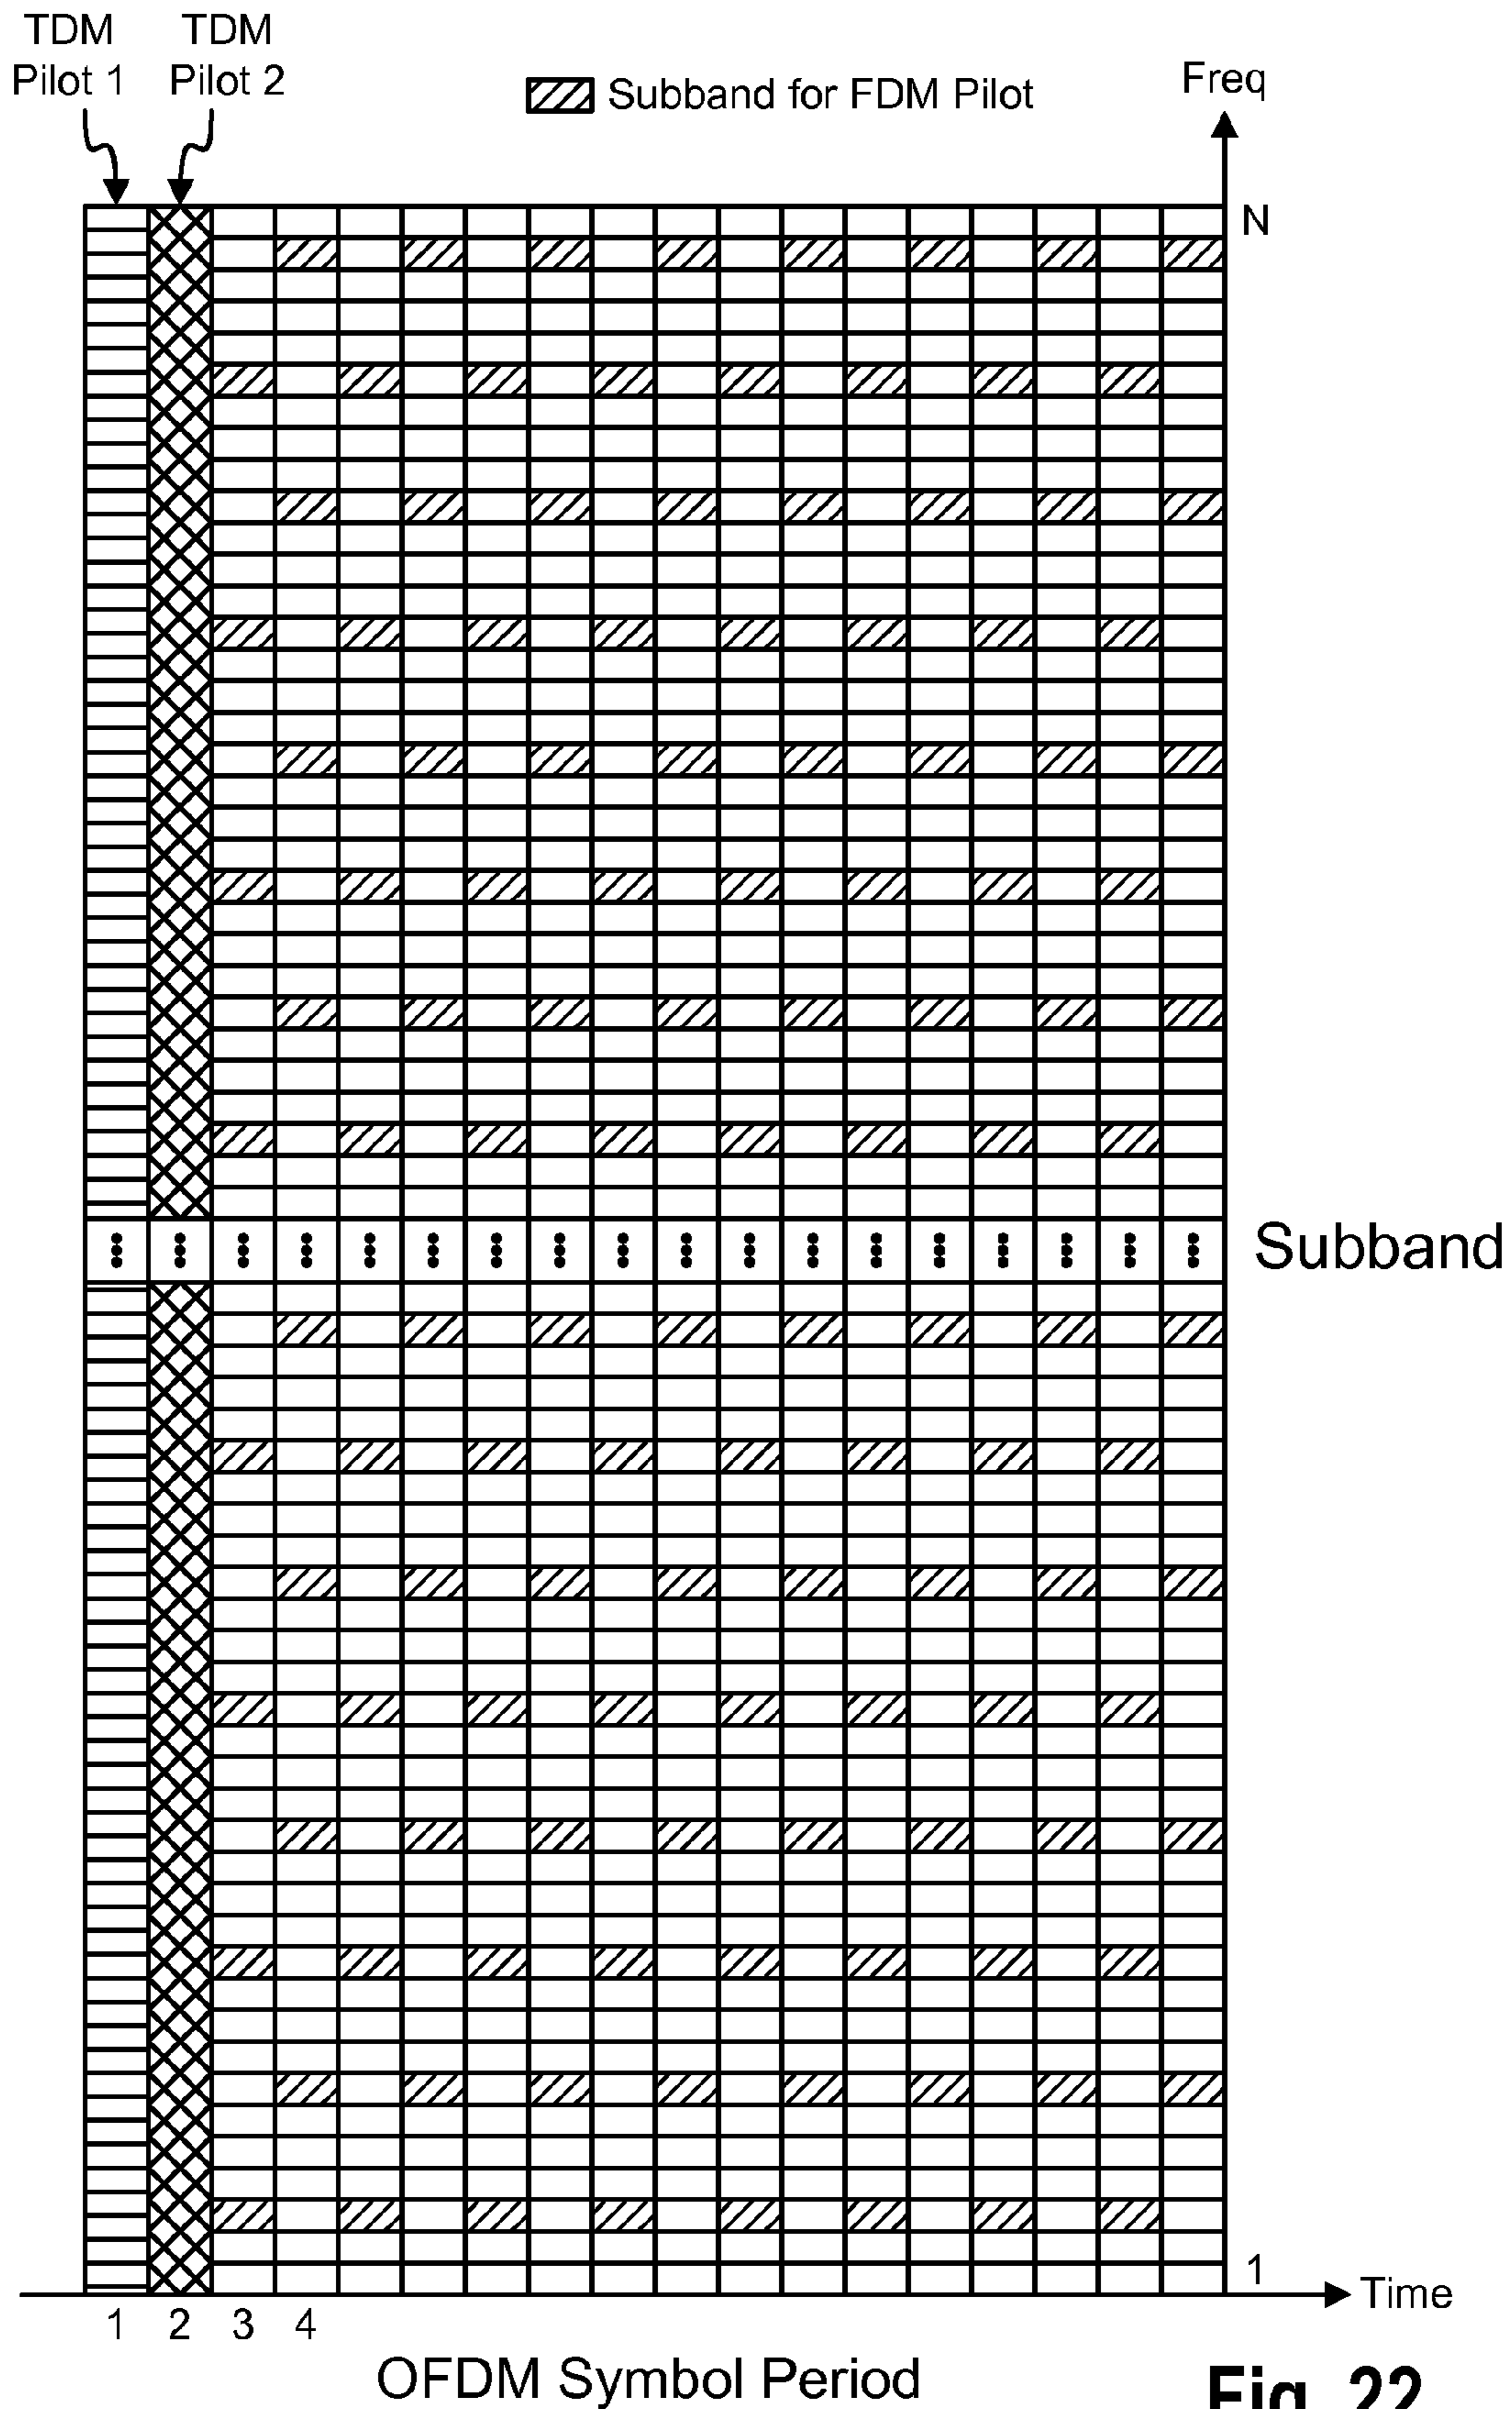 TDM
Pilot 1
TDM
Pilot 2
Subband for FDM Pilot
Freq
N
Subband
1
Time
1 2 3 4
OFDM Symbol Period
Fig. 22